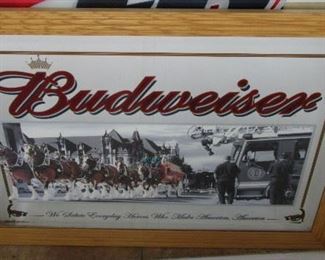 Budweiser
We Salute Everyday Heroes Who Make America, America